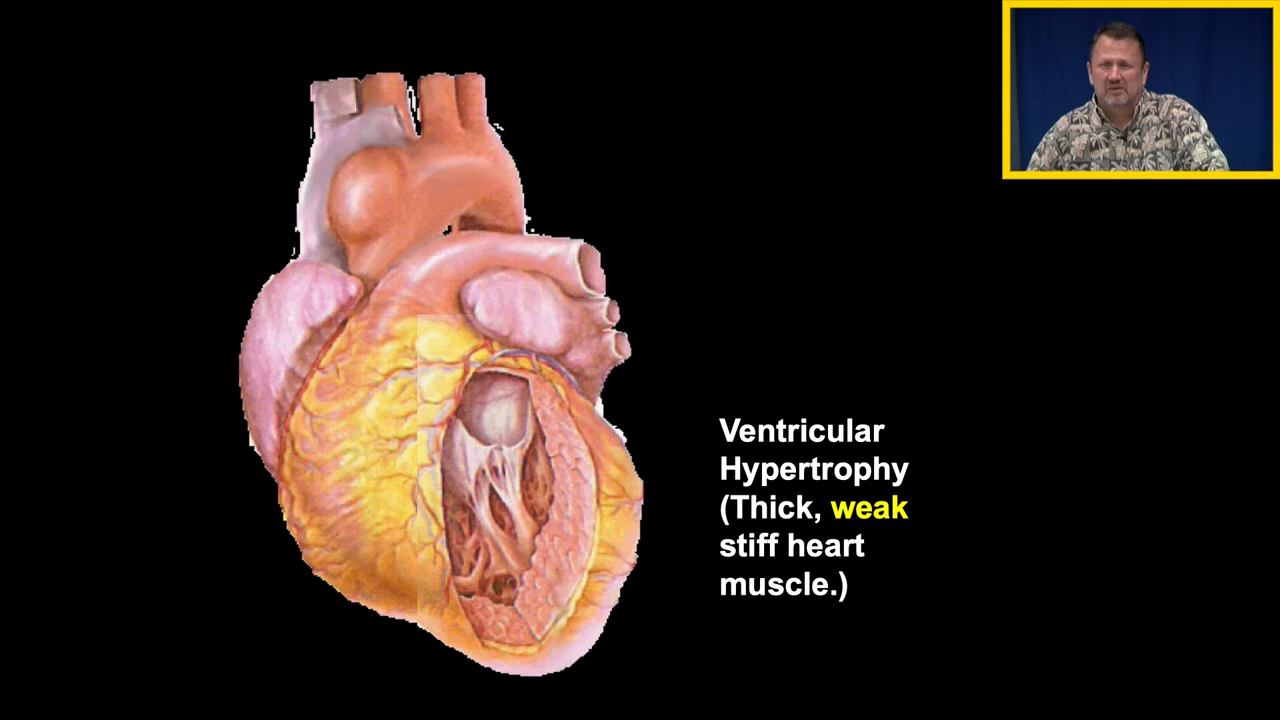 Ventricular
Hypertrophy
(Thick, weak
stiff heart
muscle.)